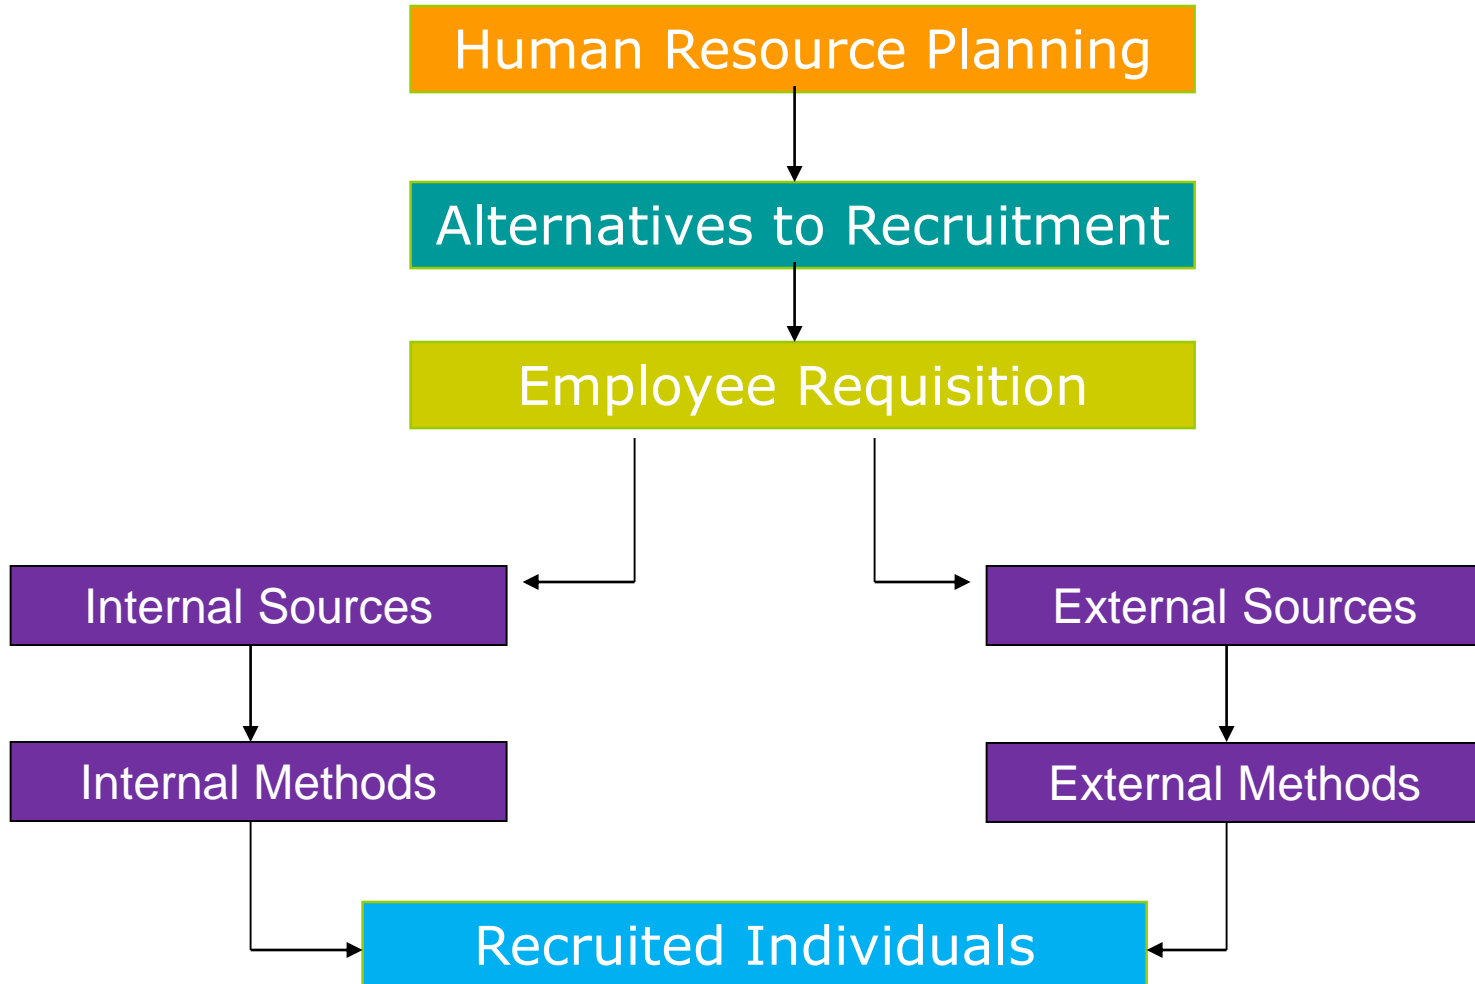 Human Resource Planning
Alternatives to Recruitment
Employee Requisition
Internal Sources
External Sources
Internal Methods
External Methods
Recruited Individuals